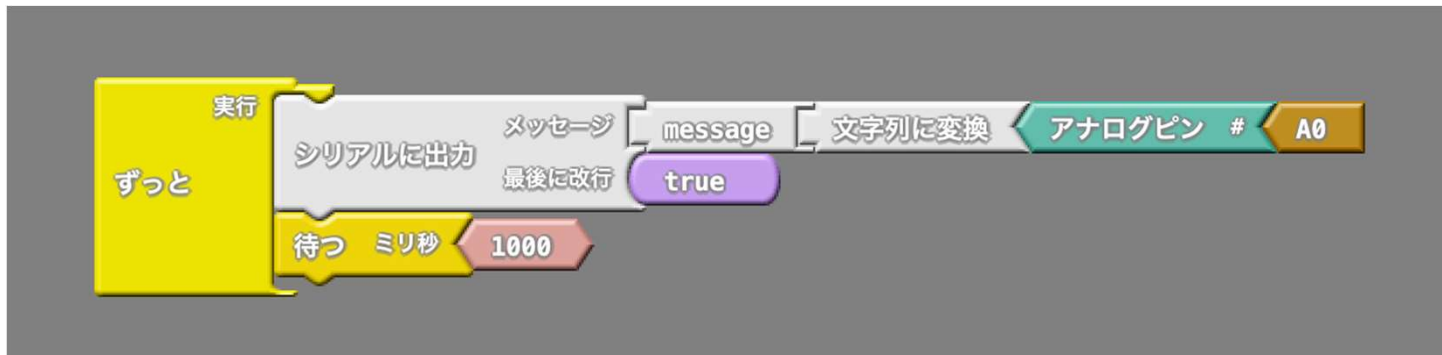 実行
メッセージ message 文字列に変換 アナログピン # A0
シリアルに出力
最後に改行 true
ずっと
待つ ミリ秒 1000